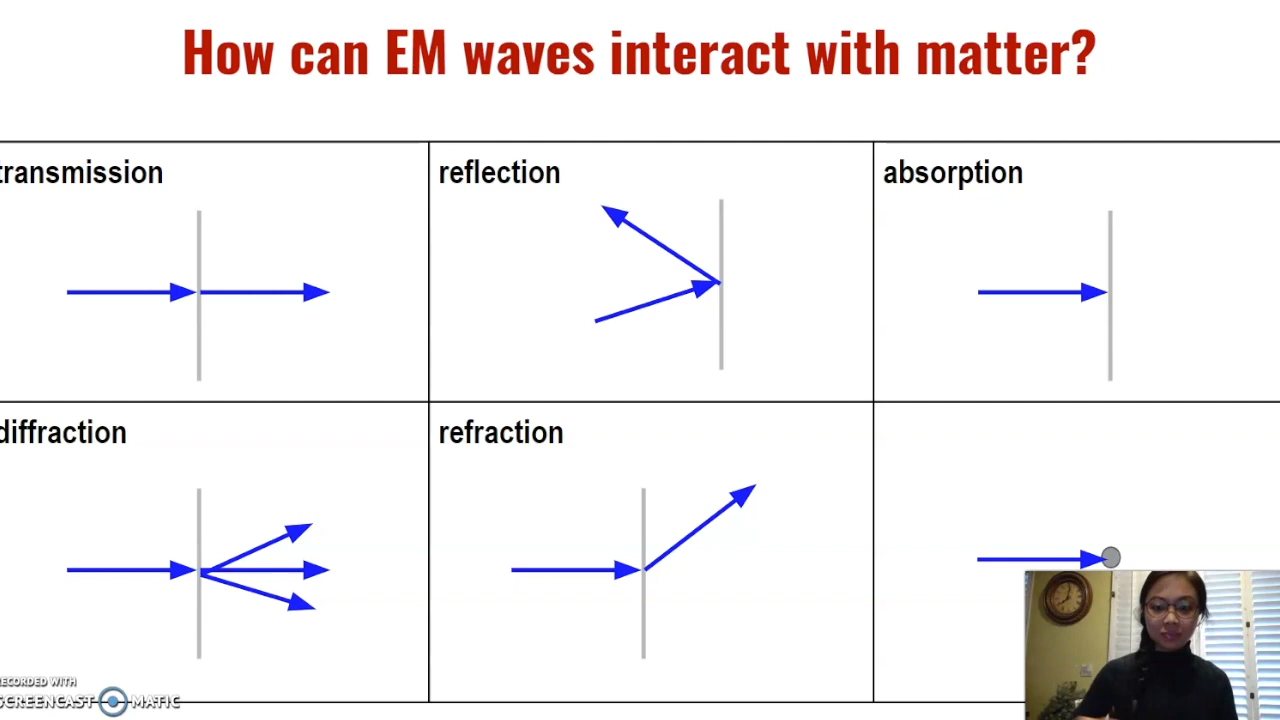 How can EM waves interact with matter?
transmission
reflection
absorption
diffraction
refraction
RECORDED WITH
SCREENCAST MATIC